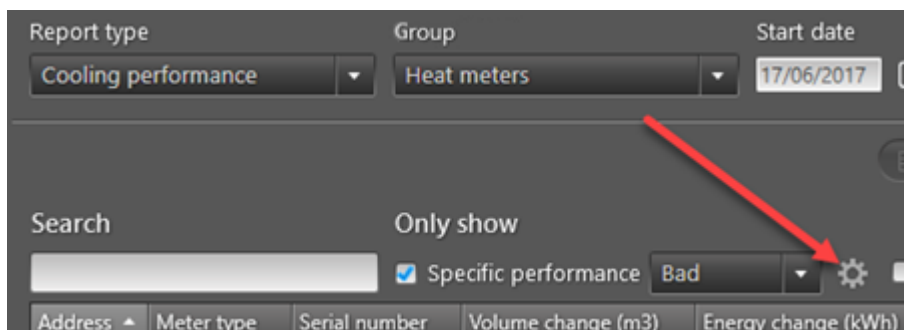 Report type Group Start date
Cooling performance Heat meters 17/06/2017
Search Only show
Specific performance Bad
Address Meter type Serial number Volume change (m3) Energy change (kWh)